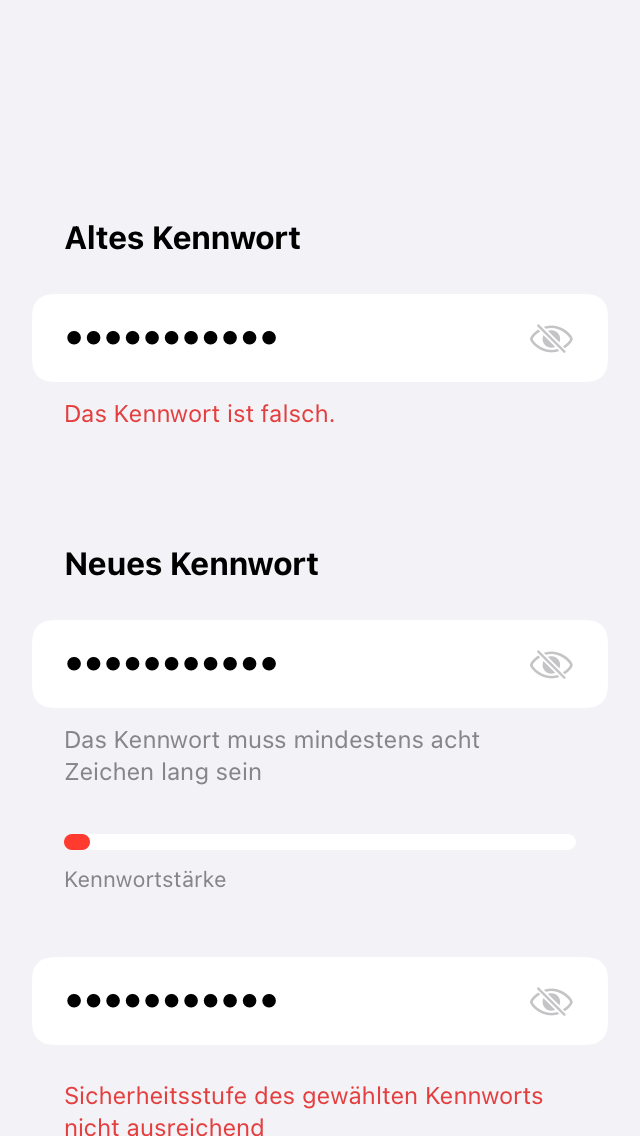 Altes Kennwort
•••••••••••
Das Kennwort ist falsch.
Neues Kennwort
•••••••••••
Das Kennwort muss mindestens acht
Zeichen lang sein
Kennwortstärke
•••••••••••
Sicherheitsstufe des gewählten Kennworts
nicht ausreichend